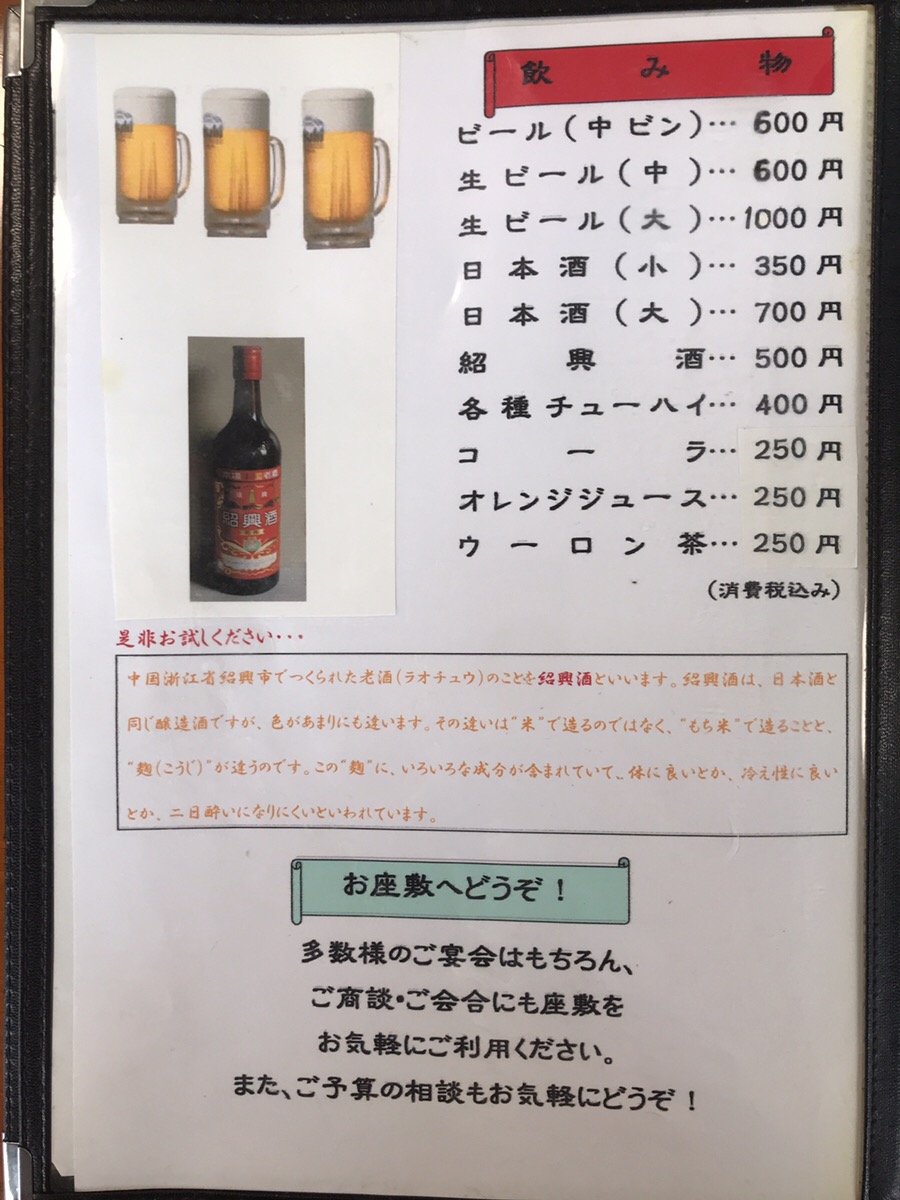 飲み物
ビール(中ビン)… 600円
生ビール(中)… 600円
生ビール(大)… 1000円
日本酒(小)… 350円
日本酒(大)… 700円
紹興酒… 500円
各種チューハイ… 400円
コーラ… 250円
オレンジジュース… 250円
ウーロン茶… 250円
(消費税込み)
紹興酒
是非お試しください・・・
中国浙江省紹興市でつくられた老酒(ラオチュウ)のことを紹興酒といいます。紹興酒は、日本酒と
同じ醸造酒ですが、色があまりにも違います。その違いは“米”で造るのではなく、“もち米”で造ることと、
“麹(こうじ)”が違うのです。この“麹”に、いろいろな成分が含まれていて、体に良いとか、冷え性に良い
とか、二日酔いになりにくいといわれています。
お座敷へどうぞ!
多数様のご宴会はもちろん、
ご商談・ご会合にも座敷を
お気軽にご利用ください。
また、ご予算の相談もお気軽にどうぞ!